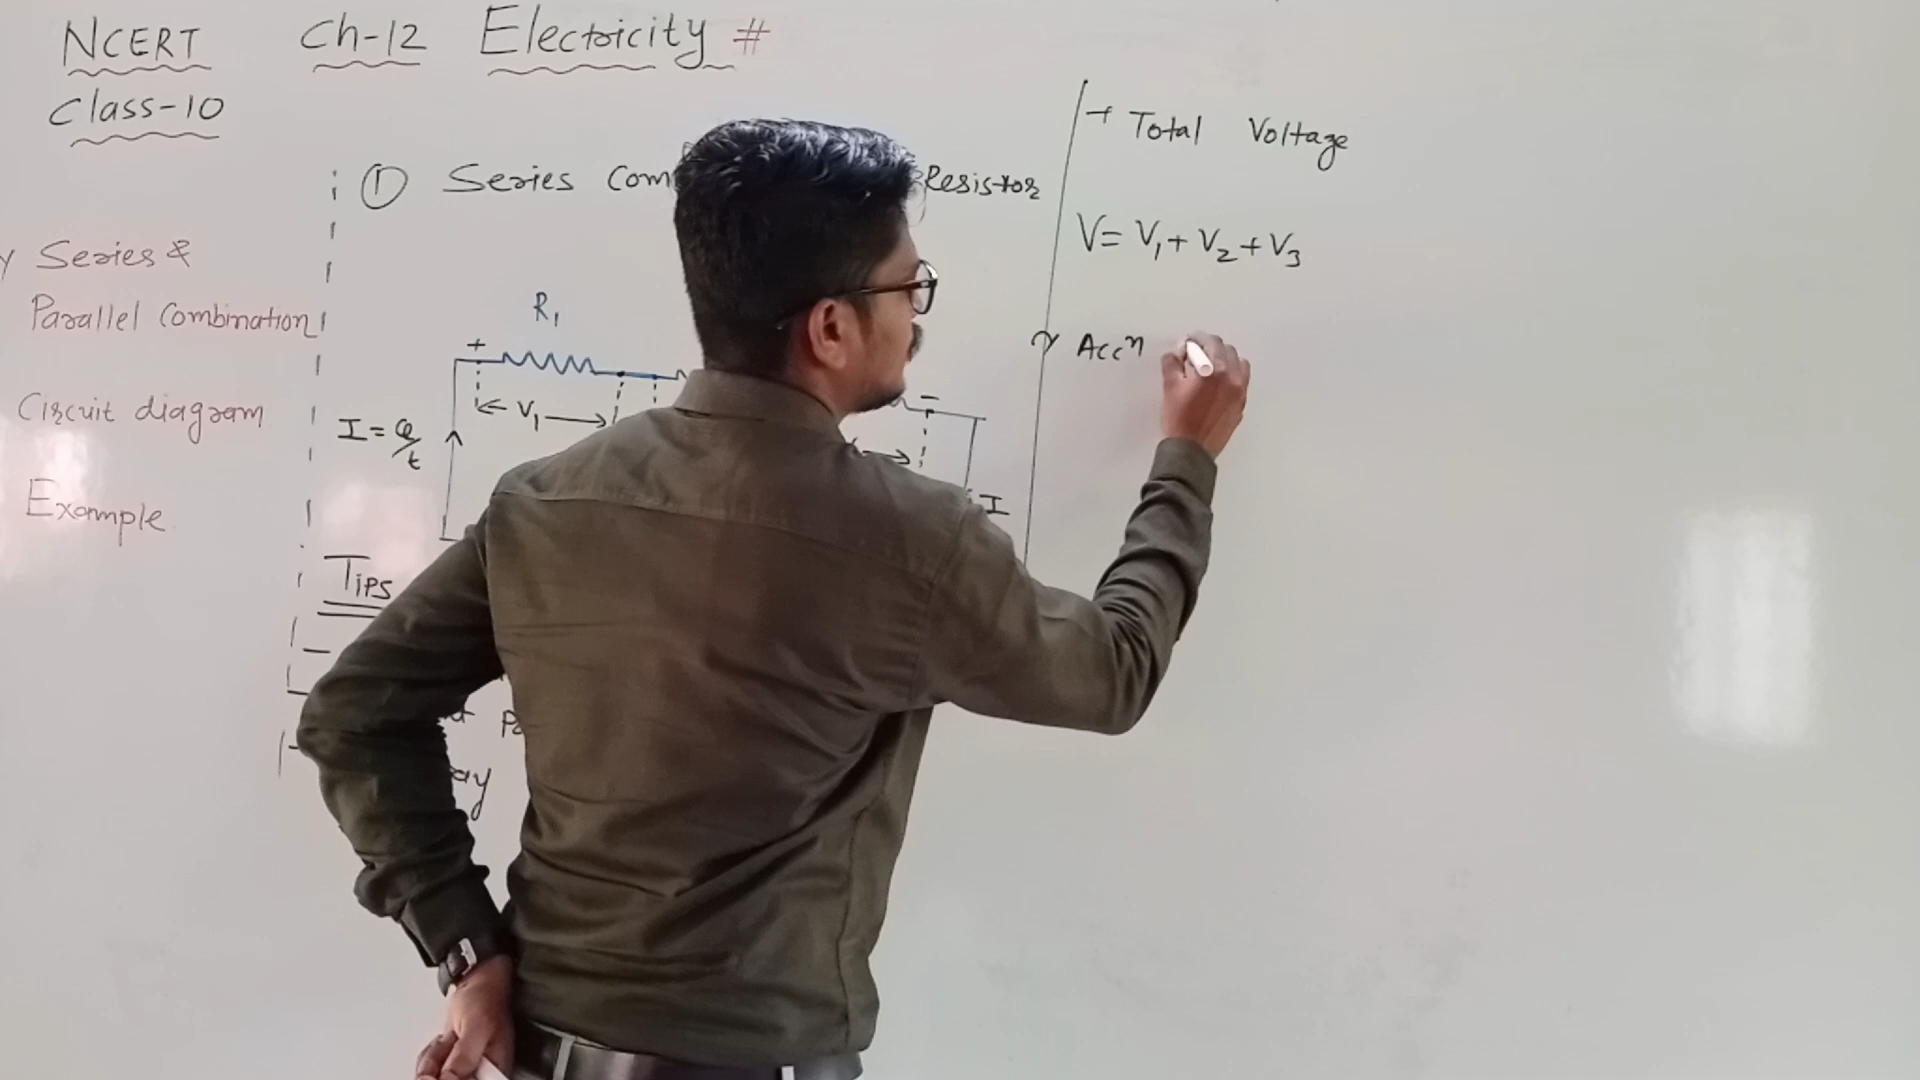 NCERT Ch-12 Electricity #
Class-10
① Series Com Resistor
Series &
Parallel Combination
Circuit diagram
Example
R1
+ -
V1
I = Q/t
I
Tips
ay
Total Voltage
V = V1 + V2 + V3
Accn